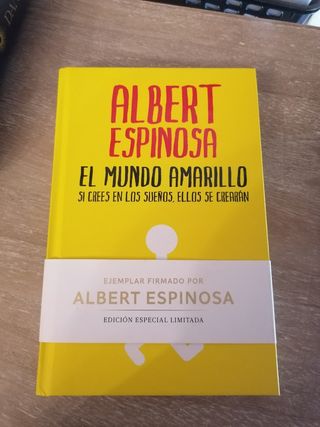 ALBERT
ESPINOSA
EL MUNDO AMARILLO
SI CREES EN LOS SUEÑOS, ELLOS SE CREARÁN
EJEMPLAR FIRMADO POR
ALBERT ESPINOSA
EDICIÓN ESPECIAL LIMITADA